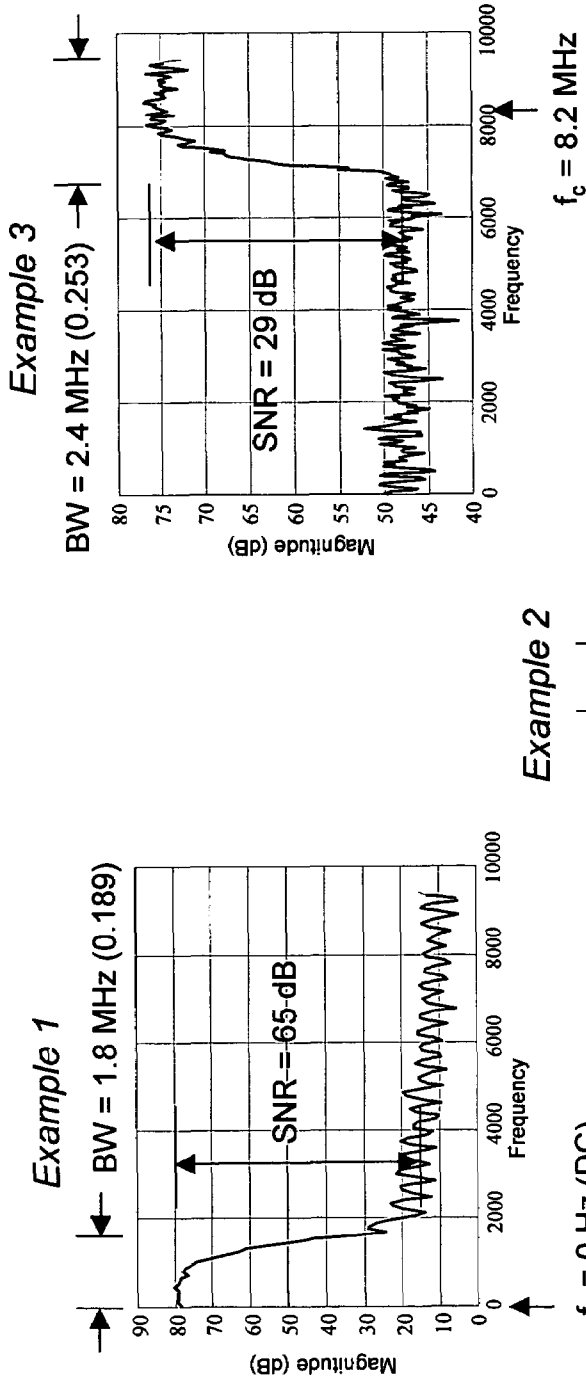 Example 1
BW = 1.8 MHz (0.189)
90
80
70
60
50
40
30
20
10
0
Magnitude (dB)
SNR = 65 dB
0
2000
4000
6000
8000
10000
Frequency
Example 3
BW = 2.4 MHz (0.253)
80
75
70
65
60
55
50
45
40
Magnitude (dB)
SNR = 29 dB
0
2000
4000
6000
8000
10000
Frequency
fc = 8.2 MHz
Example 2